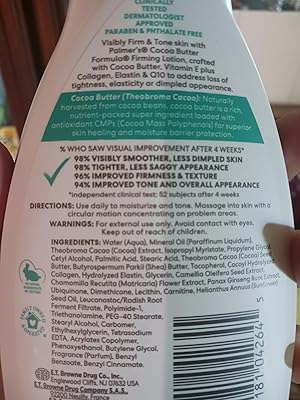 CLINICALLY
TESTED
DERMATOLOGIST
APPROVED
PARABEN & PHTHALATE FREE
Visibly Firm & Tone skin with
Palmer's® Cocoa Butter
Formula® Firming Lotion, crafted
with Cocoa Butter, Vitamin E plus
Collagen, Elastin & Q10 to address loss of
tightness, elasticity or dimpled appearance.
Cocoa Butter (Theobroma Cacao): Naturally
harvested from cocoa beans, cocoa butter is a rich
nutrient-packed super ingredient loaded with
antioxidant CMPs (Cocoa Mass Polyphenols) for superior
skin healing and moisture barrier protection.
% WHO SAW VISUAL IMPROVEMENT AFTER 4 WEEKS*
98% VISIBLY SMOOTHER, LESS DIMPLED SKIN
98% TIGHTER, LESS SAGGY APPEARANCE
96% IMPROVED FIRMNESS & TEXTURE
94% IMPROVED TONE AND OVERALL APPEARANCE
*Independent clinical test; 52 subjects after 4 weeks
DIRECTIONS: Use daily to moisturize and tone. Massage into skin with a
circular motion concentrating on problem areas.
WARNINGS: For external use only. Avoid contact with eyes.
Keep out of reach of children.
INGREDIENTS: Water (Aqua), Mineral Oil (Paraffinum Liquidum),
Theobroma Cacao (Cocoa) Extract, Isopropyl Myristate, Propylene Glycol,
Cetyl Alcohol, Palmitic Acid, Stearic Acid, Theobroma Cacao (Cocoa) Seed
Butter, Butyrospermum Parkii (Shea) Butter, Tocopherol, Cocoyl Hydrolyzed
Collagen, Hydrolyzed Elastin, Glycerin, Camellia Oleifera Seed Extract,
Chamomilla Recutita (Matricaria) Flower Extract, Panax Ginseng Root Extract,
Ubiquinone, Dimethicone, Lecithin, Carnitine, Helianthus Annuus (Sunflower)
Seed Oil, Leuconostoc/Radish Root
Ferment Filtrate, Polyimide-1,
Triethanolamine, PEG-40 Stearate,
Stearyl Alcohol, Carbomer,
Ethylhexylglycerin, Tetrasodium
EDTA, Acrylates Copolymer,
Phenoxyethanol, Butylene Glycol,
Fragrance (Parfum), Benzyl
Benzoate, Benzyl Cinnamate.
E.T. Browne Drug Co., Inc.,
Englewood Cliffs, NJ 07632 USA
E.T. Browne Drug Company S.A.S.
92200 Neuilly, France
FAMILY OWNED
181 04264 5